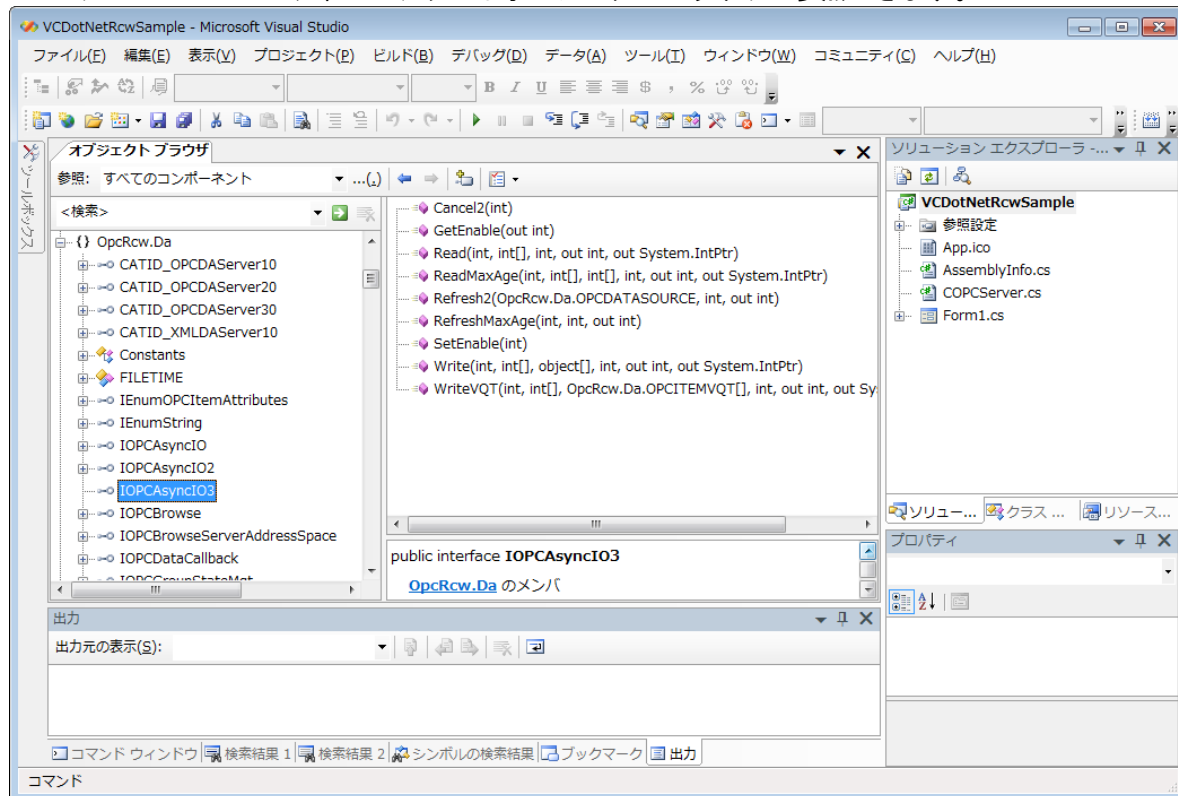 VCDotNetRcwSample - Microsoft Visual Studio
ファイル(F) 編集(E) 表示(V) プロジェクト(P) ビルド(B) デバッグ(D) データ(A) ツール(T) ウィンドウ(W) コミュニティ(C) ヘルプ(H)
ツールボックス
オブジェクト ブラウザ
参照: すべてのコンポーネント ...(.)
<検索>
{} OpcRcw.Da
CATID_OPCDAServer10
CATID_OPCDAServer20
CATID_OPCDAServer30
CATID_XMLDAServer10
Constants
FILETIME
IEnumOPCItemAttributes
IEnumString
IOPCAsyncIO
IOPCAsyncIO2
IOPCAsyncIO3
IOPCBrowse
IOPCBrowseServerAddressSpace
IOPCDataCallback
IOPCGroupStateMgt
Cancel2(int)
GetEnable(out int)
Read(int, int[], int, out int, out System.IntPtr)
ReadMaxAge(int, int[], int[], int, out int, out System.IntPtr)
Refresh2(OpcRcw.Da.OPCDATASOURCE, int, out int)
RefreshMaxAge(int, int, out int)
SetEnable(int)
Write(int, int[], object[], int, out int, out System.IntPtr)
WriteVQT(int, int[], OpcRcw.Da.OPCITEMVQT[], int, out int, out Sy
public interface IOPCAsyncIO3
OpcRcw.Da のメンバ
ソリューション エクスプローラ -...
VCDotNetRcwSample
参照設定
App.ico
AssemblyInfo.cs
COPCServer.cs
Form1.cs
ソリュー... クラス ... リソース...
プロパティ
出力
出力元の表示(S):
コマンド ウィンドウ 検索結果 1 検索結果 2 シンボルの検索結果 ブックマーク 出力
コマンド